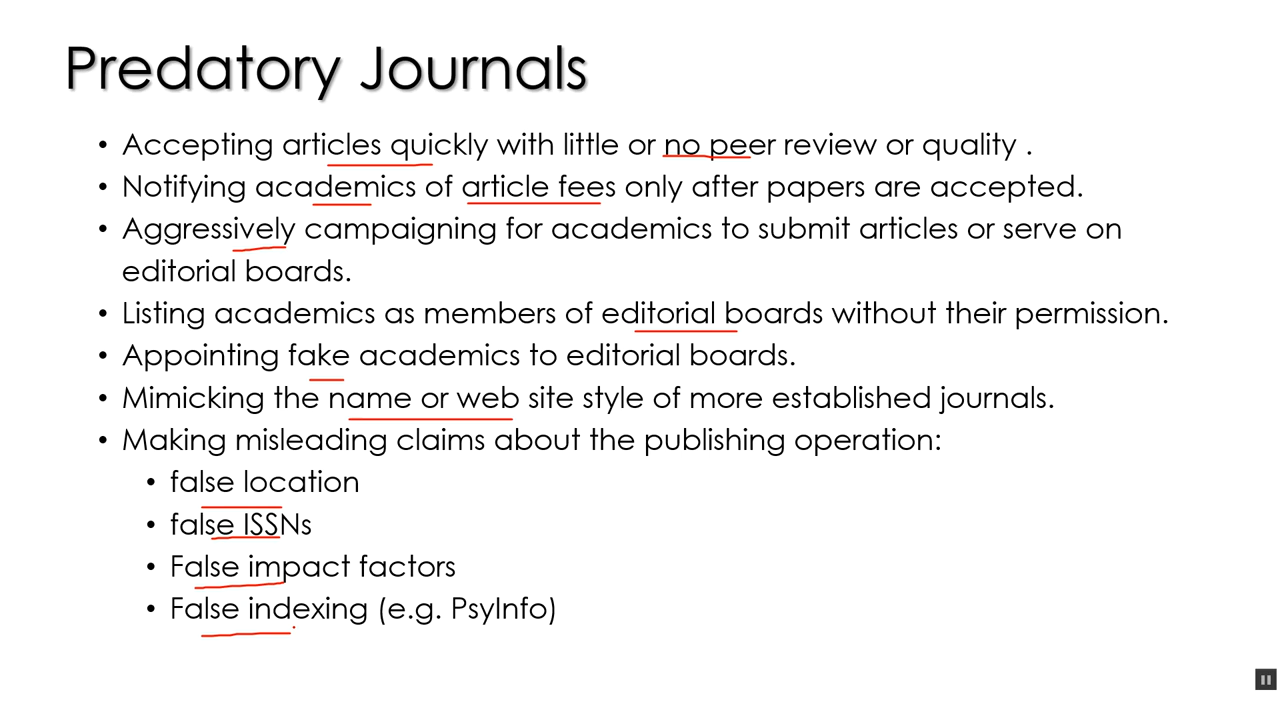 Predatory Journals
• Accepting articles quickly with little or no peer review or quality .
• Notifying academics of article fees only after papers are accepted.
• Aggressively campaigning for academics to submit articles or serve on
editorial boards.
• Listing academics as members of editorial boards without their permission.
• Appointing fake academics to editorial boards.
• Mimicking the name or web site style of more established journals.
• Making misleading claims about the publishing operation:
• false location
• false ISSNs
• False impact factors
• False indexing (e.g. PsyInfo)